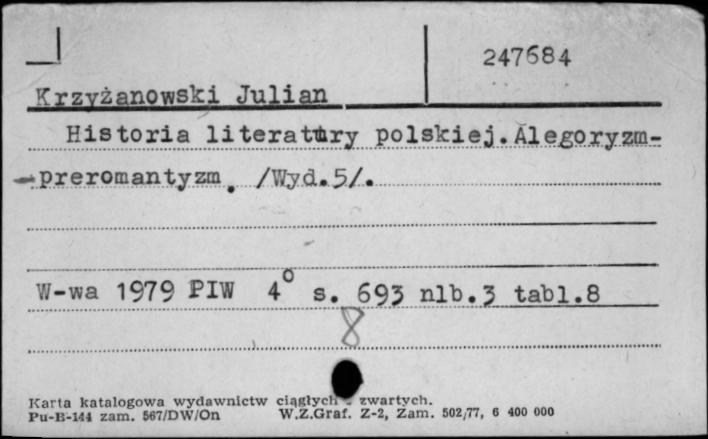 247684
Krzyżanowski Julian
Historia literatury polskiej. Alegoryzm-
-preromantyzm. /Wyd.5/.
W-wa 1979 PIW 4° s. 693 nlb.3 tabl.8
8
Karta katalogowa wydawnictw ciągłych - zwartych.
Pu-B-144 zam. 567/DW/On W.Z.Graf. Z-2, Zam. 502/77, 6 400 000